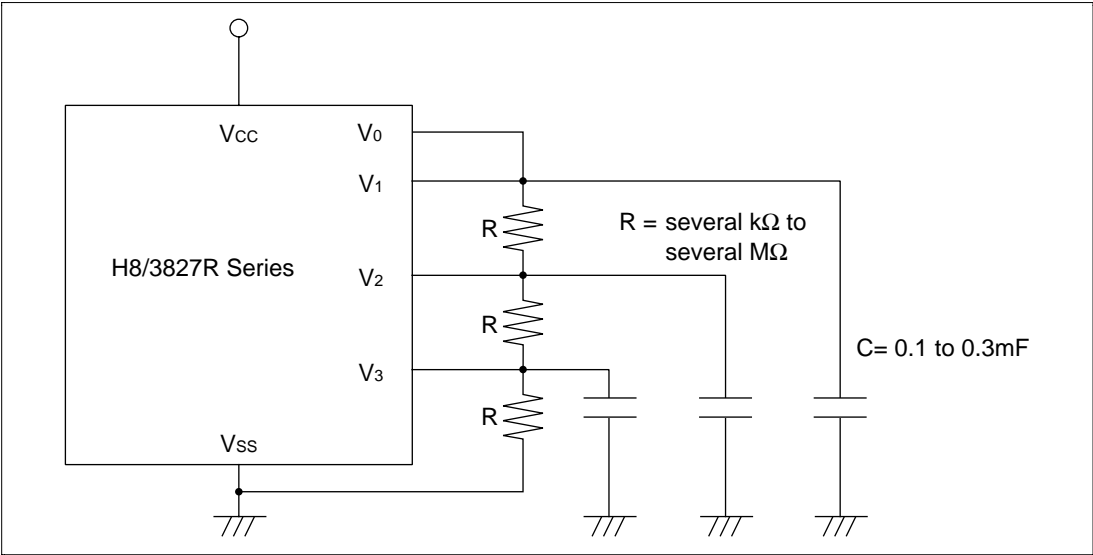 VCC
V0
V1
R
R = several kΩ to
several MΩ
H8/3827R Series
V2
R
C= 0.1 to 0.3mF
V3
R
VSS